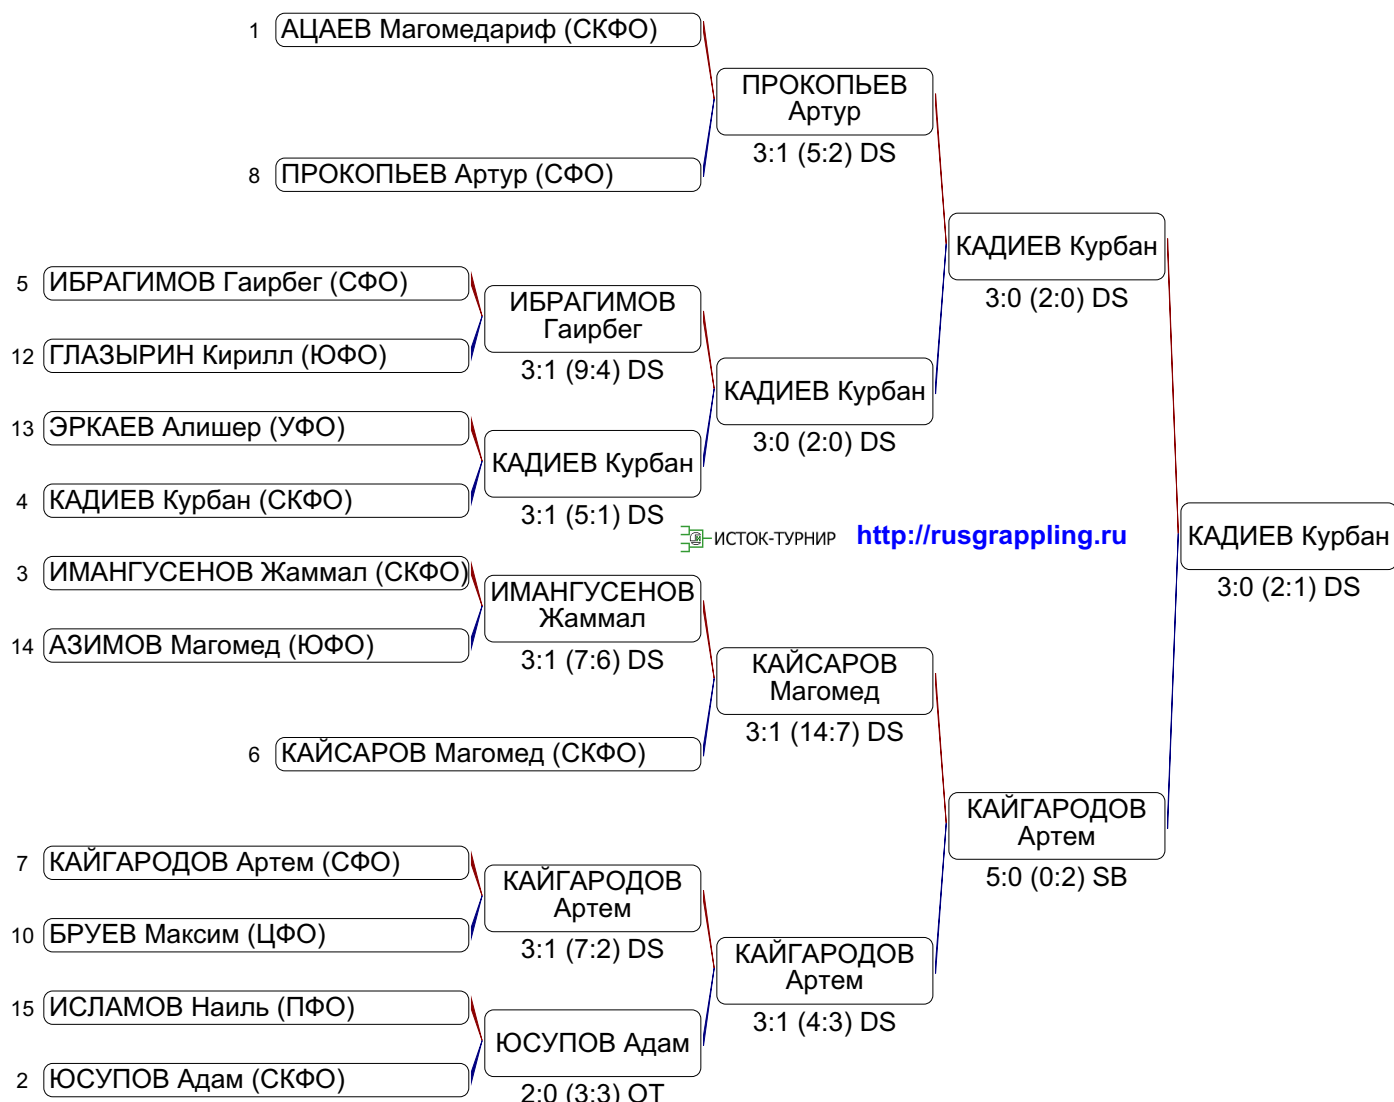 1 АЦАЕВ Магомедариф (СКФО)
ПРОКОПЬЕВ
Артур
3:1 (5:2) DS
8 ПРОКОПЬЕВ Артур (СФО)
КАДИЕВ Курбан
3:0 (2:0) DS
5 ИБРАГИМОВ Гаирбег (СФО)
ИБРАГИМОВ
Гаирбег
3:1 (9:4) DS
12 ГЛАЗЫРИН Кирилл (ЮФО)
КАДИЕВ Курбан
3:0 (2:0) DS
13 ЭРКАЕВ Алишер (УФО)
КАДИЕВ Курбан
3:1 (5:1) DS
4 КАДИЕВ Курбан (СКФО)
ИСТОК-ТУРНИР http://rusgrappling.ru
КАДИЕВ Курбан
3:0 (2:1) DS
3 ИМАНГУСЕНОВ Жаммал (СКФО)
ИМАНГУСЕНОВ
Жаммал
3:1 (7:6) DS
14 АЗИМОВ Магомед (ЮФО)
КАЙСАРОВ
Магомед
3:1 (14:7) DS
6 КАЙСАРОВ Магомед (СКФО)
КАЙГАРОДОВ
Артем
5:0 (0:2) SB
7 КАЙГАРОДОВ Артем (СФО)
КАЙГАРОДОВ
Артем
3:1 (7:2) DS
10 БРУЕВ Максим (ЦФО)
КАЙГАРОДОВ
Артем
3:1 (4:3) DS
15 ИСЛАМОВ Наиль (ПФО)
ЮСУПОВ Адам
2:0 (3:3) OT
2 ЮСУПОВ Адам (СКФО)